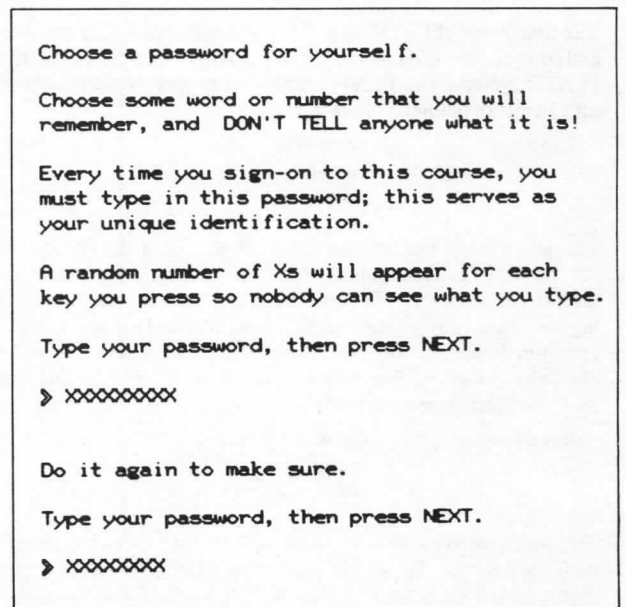 Choose a password for yourself.
Choose some word or number that you will
remember, and DON'T TELL anyone what it is!
Every time you sign-on to this course, you
must type in this password; this serves as
your unique identification.
A random number of Xs will appear for each
key you press so nobody can see what you type.
Type your password, then press NEXT.
> XXXXXXXXXX
Do it again to make sure.
Type your password, then press NEXT.
> XXXXXXXXX